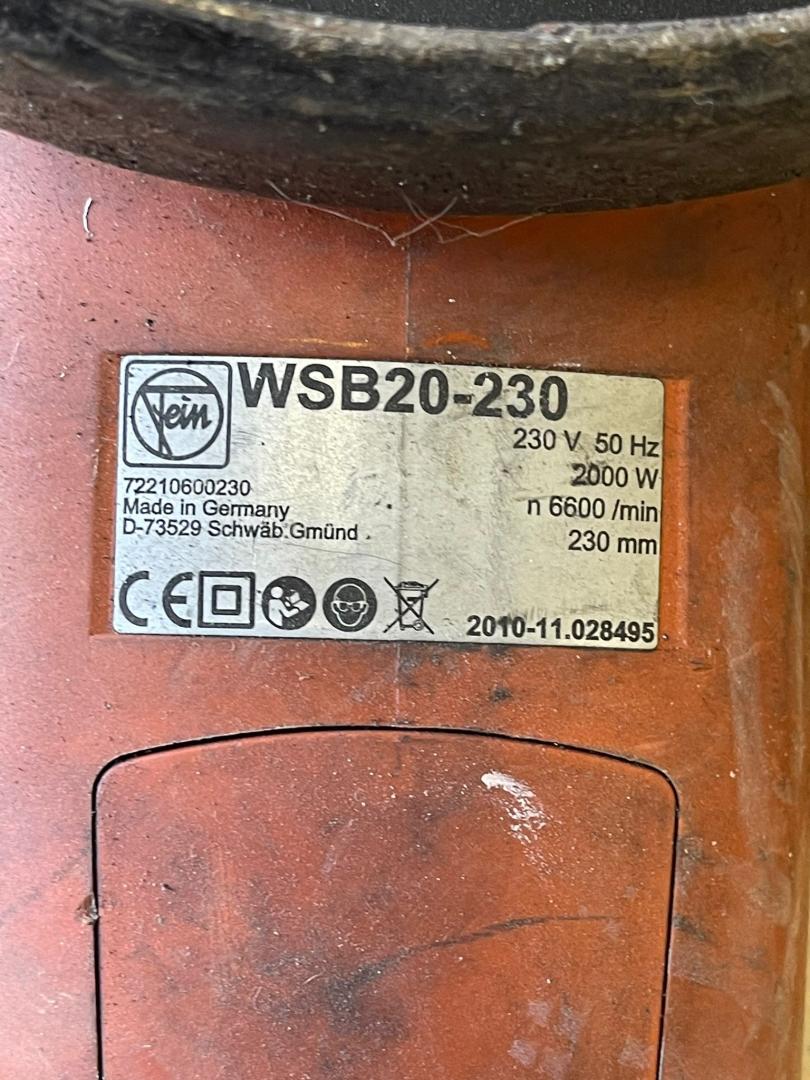 Fein
WSB20-230
230 V 50 Hz
2000 W
n 6600 /min
230 mm
72210600230
Made in Germany
D-73529 Schwäb.Gmünd
CE
2010-11.028495